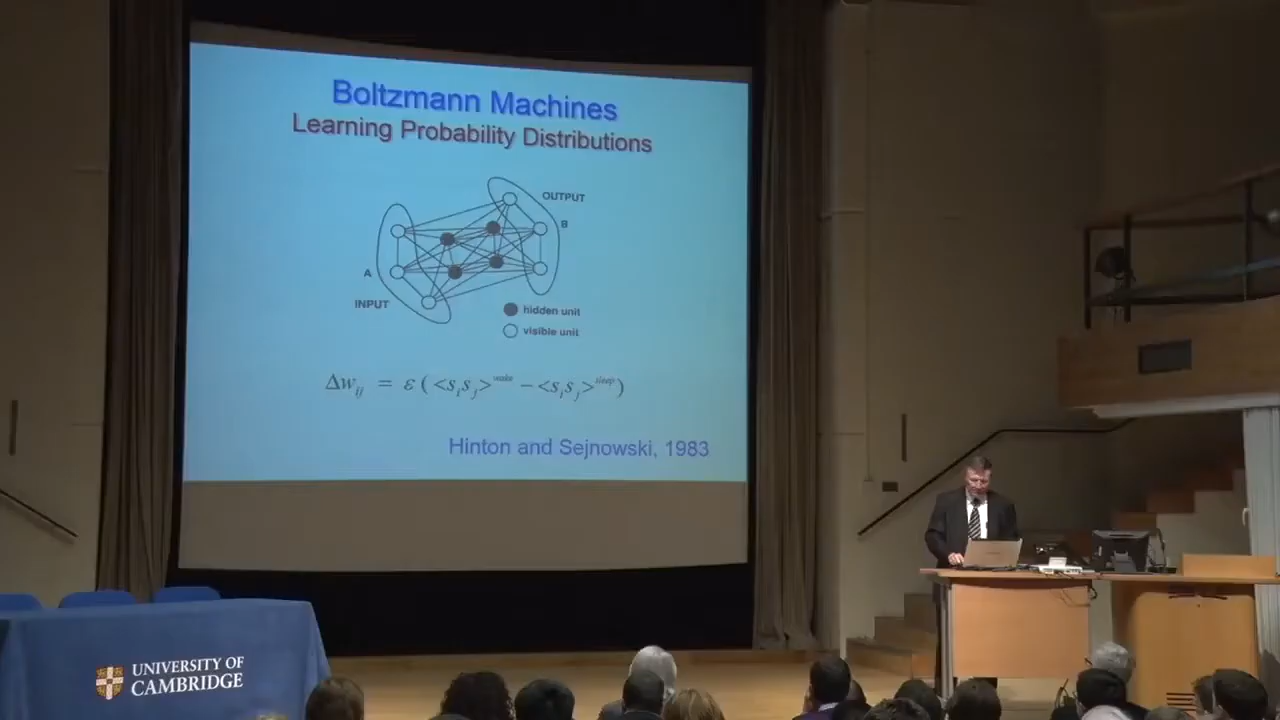 Boltzmann Machines
Learning Probability Distributions
OUTPUT
B
A
INPUT
hidden unit
visible unit
Δw_ij = ε ( <s_i s_j>^wake − <s_i s_j>^sleep )
Hinton and Sejnowski, 1983
UNIVERSITY OF
CAMBRIDGE